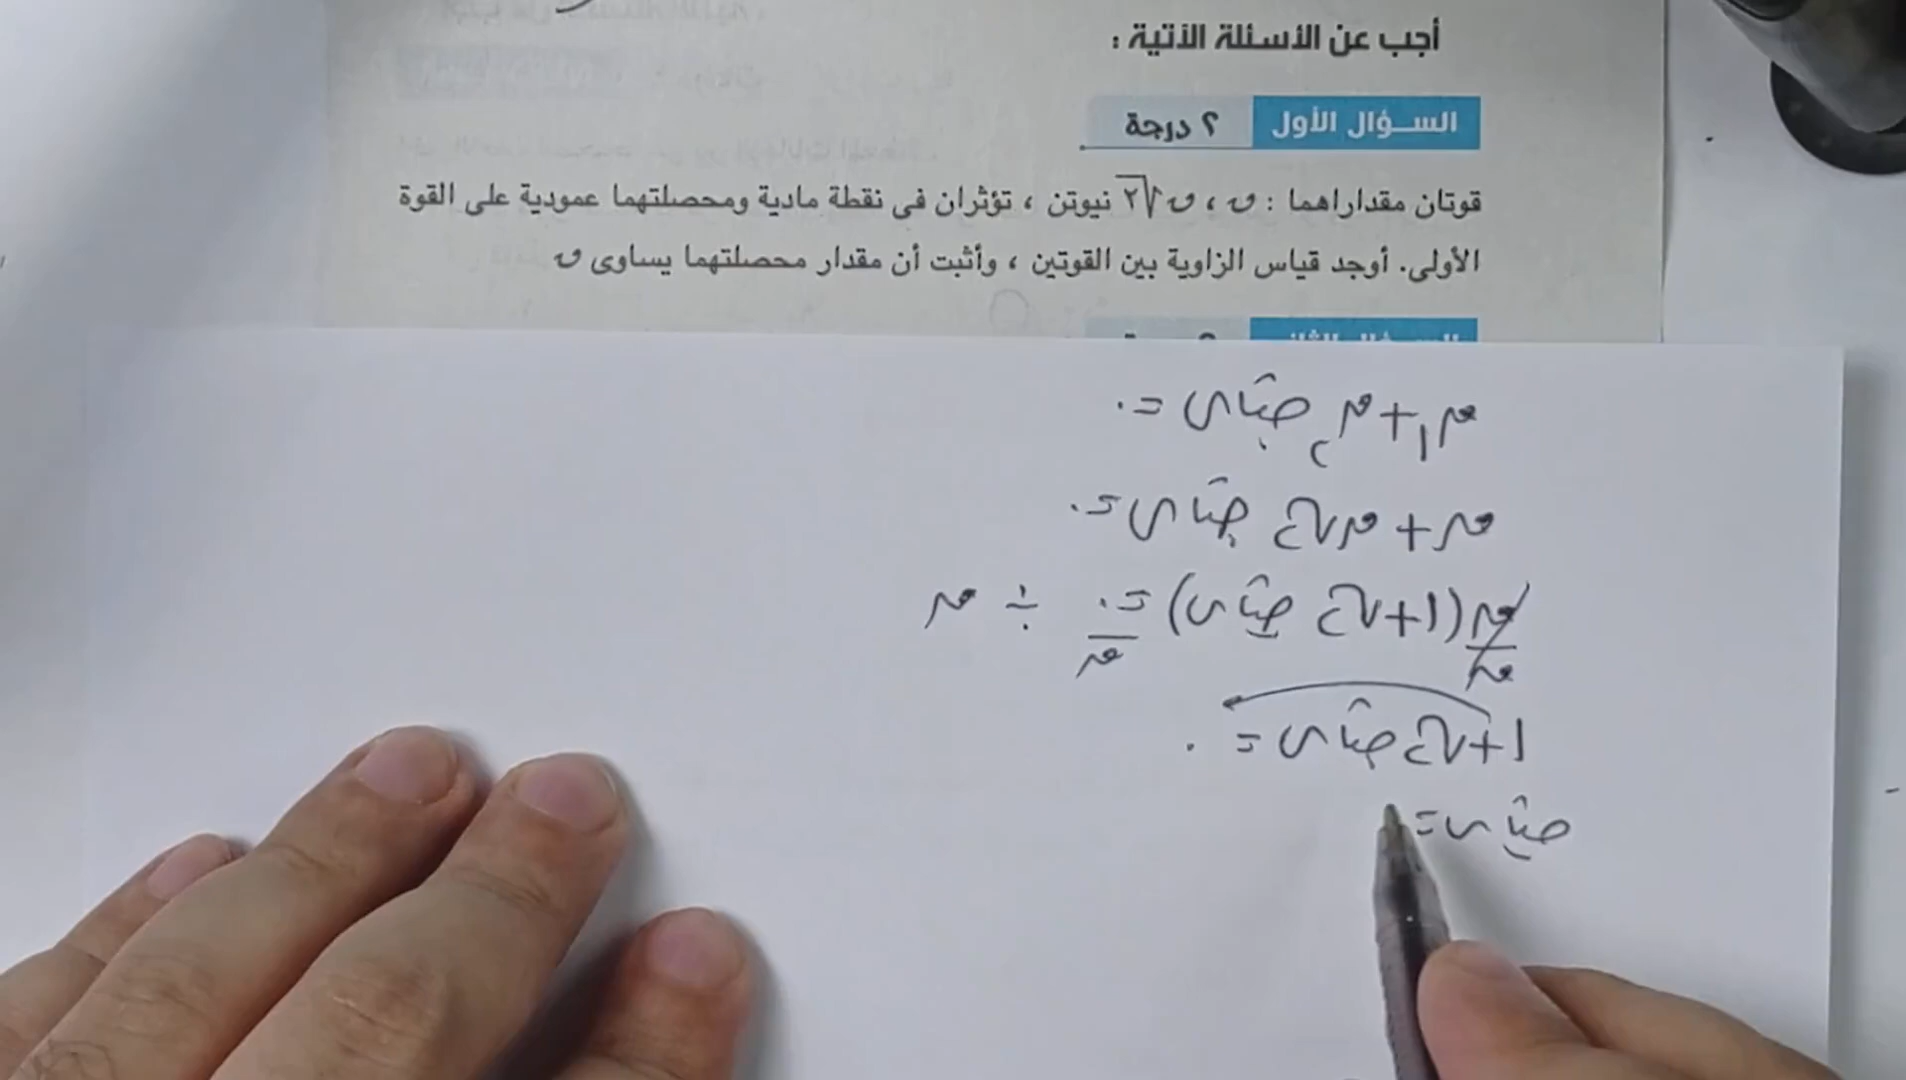 أجب عن الأسئلة الآتية :
السؤال الأول ٢ درجة
قوتان مقداراهما : ٯ ، ٯ √٢ نيوتن ، تؤثران فى نقطة مادية ومحصلتهما عمودية على القوة
الأولى. أوجد قياس الزاوية بين القوتين ، وأثبت أن مقدار محصلتهما يساوى ٯ
ٯ١ + ٯ٢ جتا ى = ٠
ٯ + ٯ √٢ جتا ى = ٠
ٯ/ٯ (١ + √٢ جتا ى) = ٠/ٯ ÷ ٯ
١ + √٢ جتا ى = ٠
جتا ى =